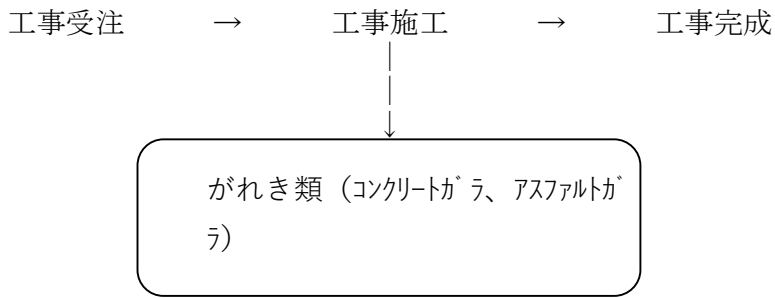 工事受注 → 工事施工 → 工事完成
↓
がれき類（ｺﾝｸﾘｰﾄｶﾞﾗ、ｱｽﾌｧﾙﾄｶﾞ
ﾗ）